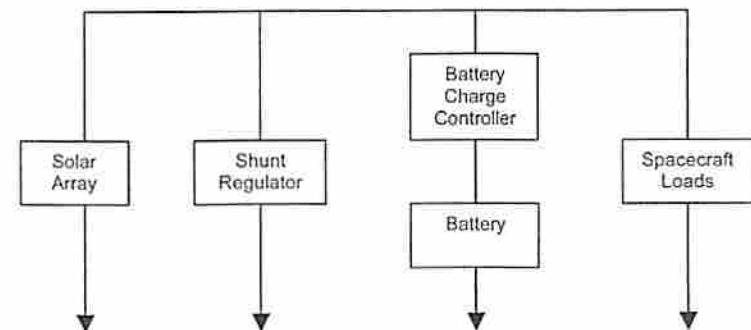 Solar
Array
Shunt
Regulator
Battery
Charge
Controller
Battery
Spacecraft
Loads